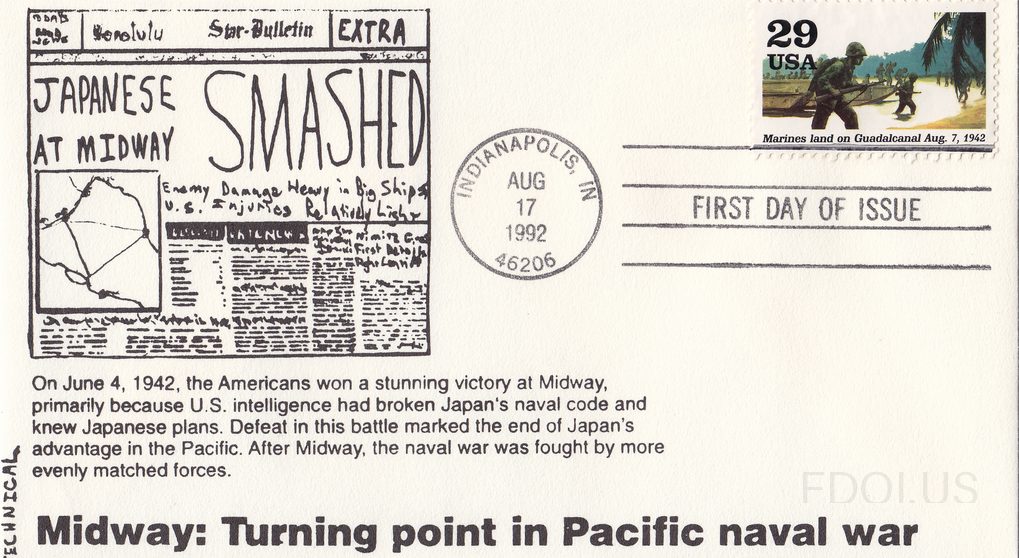 Honolulu Star-Bulletin EXTRA
JAPANESE SMASHED
AT MIDWAY
Enemy Damage Heavy in Big Ships
U.S. Injuries Relatively Light
29
USA
Marines land on Guadalcanal Aug. 7, 1942
INDIANAPOLIS, IN
AUG
17
1992
46206
FIRST DAY OF ISSUE
On June 4, 1942, the Americans won a stunning victory at Midway,
primarily because U.S. intelligence had broken Japan's naval code and
knew Japanese plans. Defeat in this battle marked the end of Japan's
advantage in the Pacific. After Midway, the naval war was fought by more
evenly matched forces.
Midway: Turning point in Pacific naval war
TECHNICAL
FDOI.US